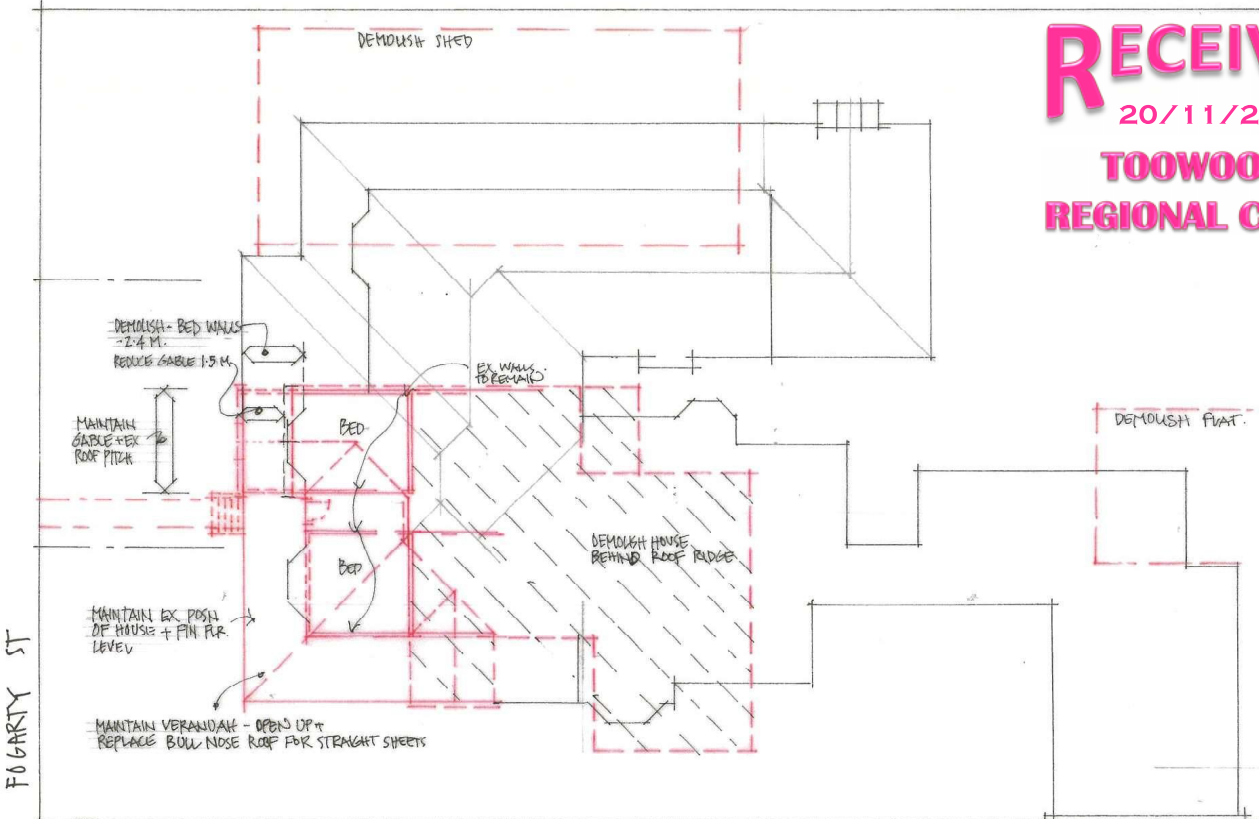 DEMOLISH SHED
RECEIV
20/11/2
TOOWOO
REGIONAL C
DEMOLISH - BED WALLS
-2.4 M.
REDUCE GABLE 1.5 M.
EX. WALLS
TO REMAIN
MAINTAIN
GABLE + EX
ROOF PITCH
BED
DEMOLISH FLAT.
DEMOLISH HOUSE
BEHIND ROOF RIDGE
BED
MAINTAIN EX POSN
OF HOUSE + FIN FLR
LEVEL
MAINTAIN VERANDAH - OPEN UP +
REPLACE BULL NOSE ROOF FOR STRAIGHT SHEETS
FOGARTY ST